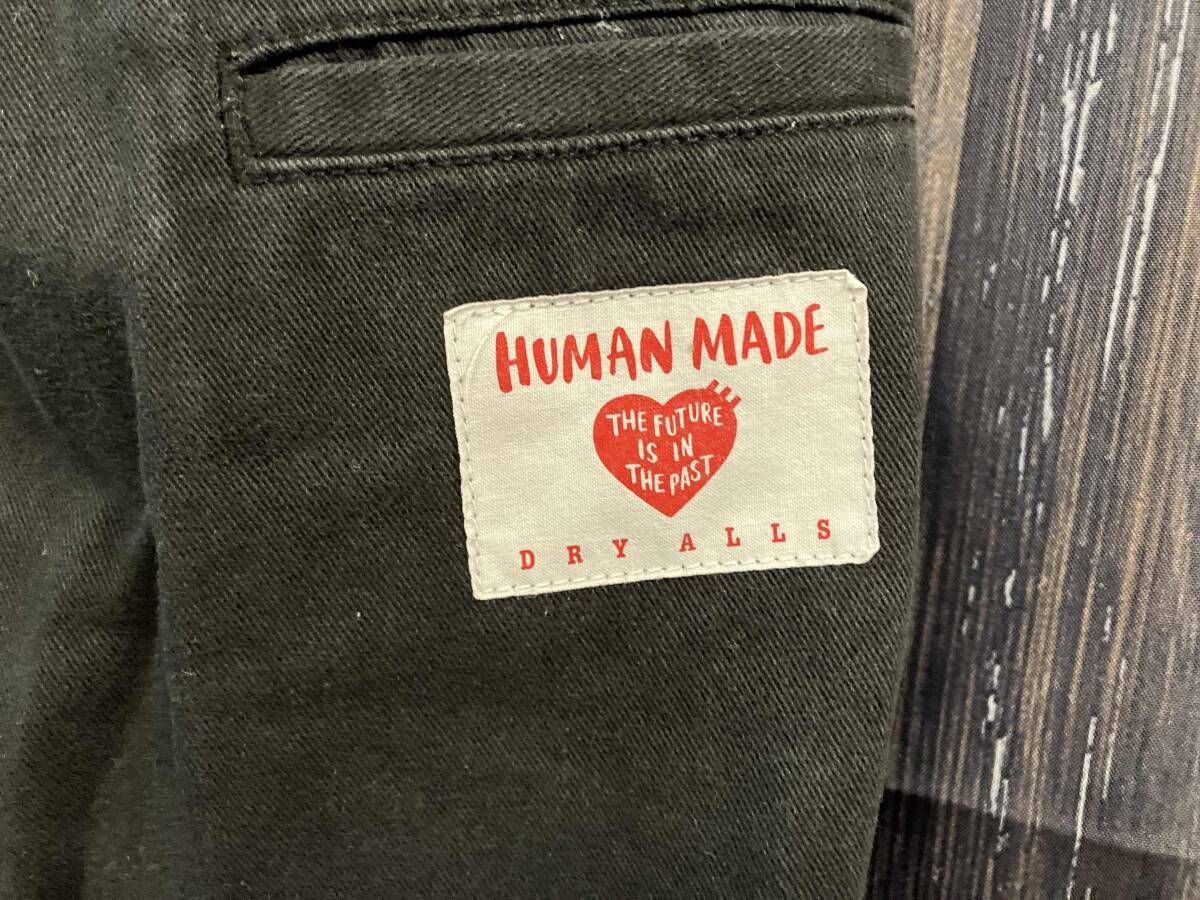 HUMAN MADE
THE FUTURE
IS IN
THE PAST
DRY ALLS